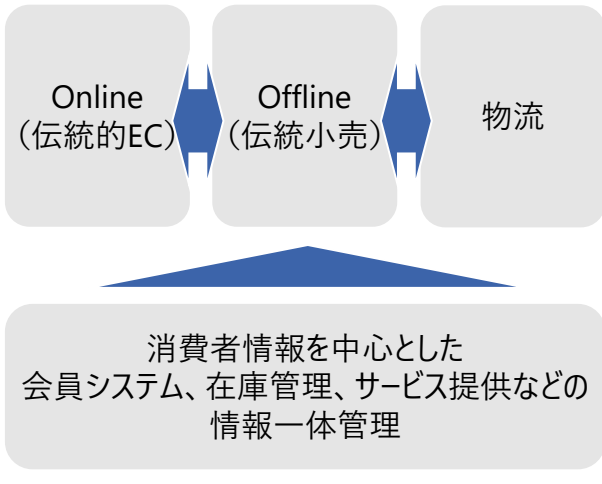 Online
（伝統的EC）
Offline
（伝統小売）
物流
消費者情報を中心とした
会員システム、在庫管理、サービス提供などの
情報一体管理